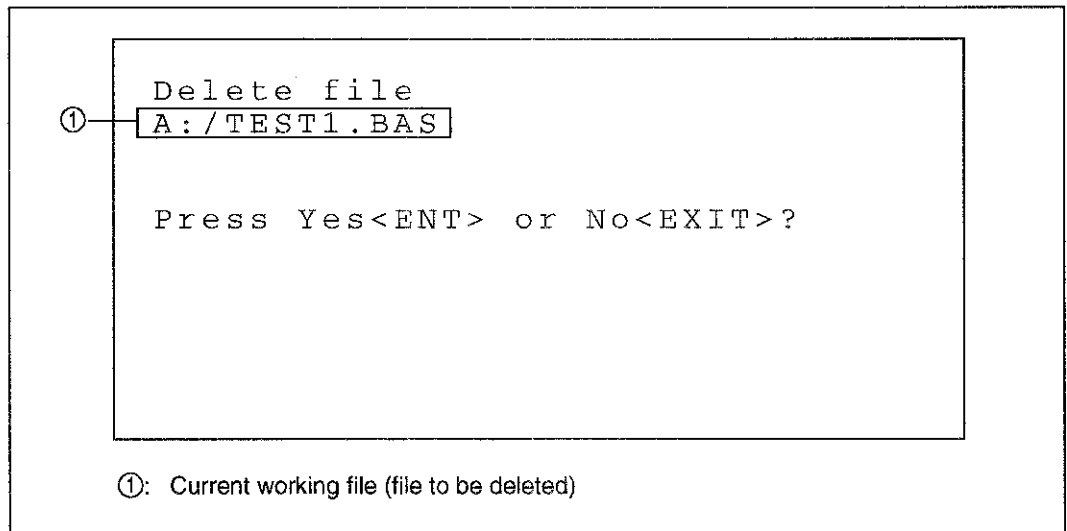 Delete file
① A:/TEST1.BAS
Press Yes<ENT> or No<EXIT>?
①: Current working file (file to be deleted)